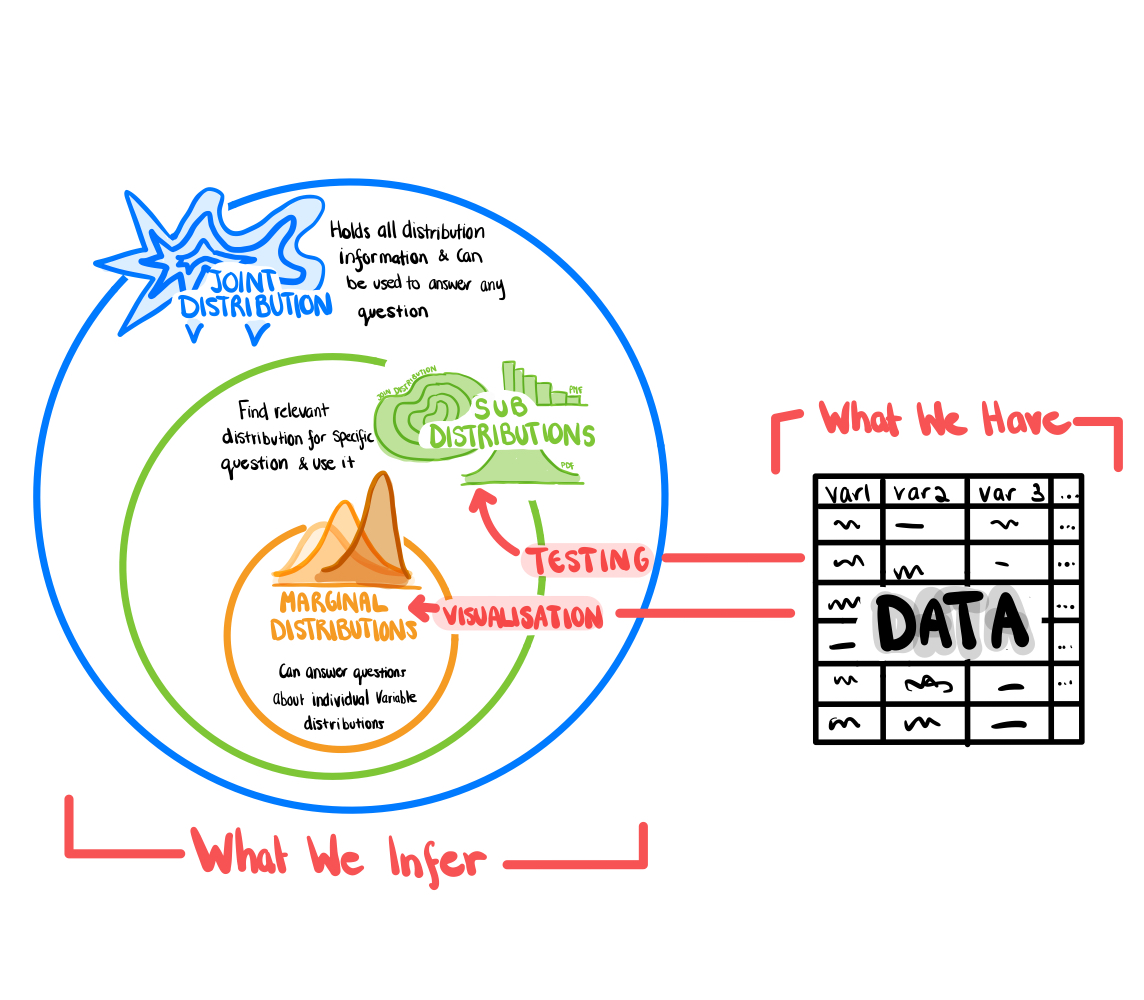 Holds all distribution
information & Can
be used to answer any
question
JOINT
DISTRIBUTION
JOIN DISTRIBUTION
PMF
SUB
DISTRIBUTIONS
PDF
Find relevant
distribution for specific
question & use it
TESTING
MARGINAL
DISTRIBUTIONS
VISUALISATION
Can answer questions
about individual Variable
distributions
What We Infer
What We Have
var1 var2 var 3 ...
DATA